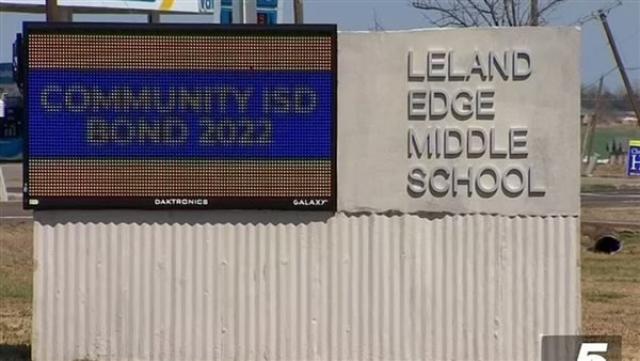 COMMUNITY ISD
BOND 2022
DAKTRONICS
GALAXY
LELAND
EDGE
MIDDLE
SCHOOL
5